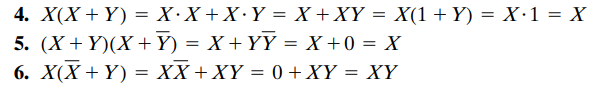 4. X(X + Y) = X·X + X·Y = X + XY = X(1 + Y) = X·1 = X
5. (X + Y)(X + Y̅) = X + YY̅ = X + 0 = X
6. X(X̅ + Y) = XX̅ + XY = 0 + XY = XY